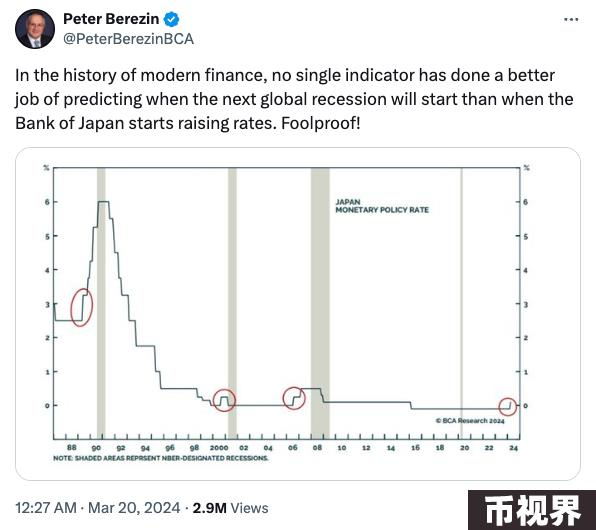 Peter Berezin
@PeterBerezinBCA
In the history of modern finance, no single indicator has done a better
job of predicting when the next global recession will start than when the
Bank of Japan starts raising rates. Foolproof!
% %
JAPAN
MONETARY POLICY RATE
6 6
5 5
4 4
3 3
2 2
1 1
0 0
© BCA Research 2024
88 90 92 94 96 98 2000 02 04 06 08 10 12 14 16 18 20 22 24
NOTE: SHADED AREAS REPRSENT NBER-DESIGNATED RECESSIONS.
12:27 AM · Mar 20, 2024 · 2.9M Views
币视界